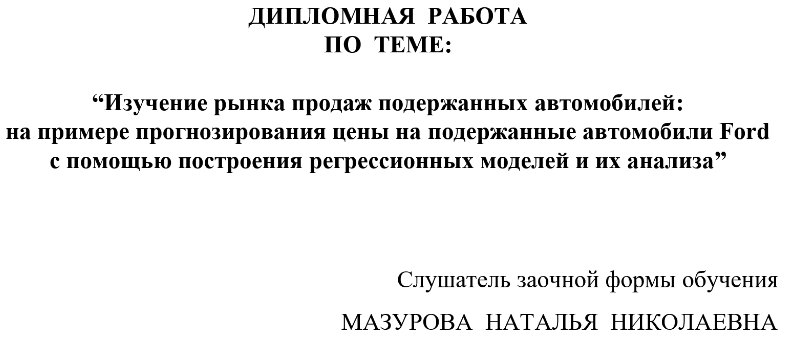 ДИПЛОМНАЯ РАБОТА
ПО ТЕМЕ:
“Изучение рынка продаж подержанных автомобилей:
на примере прогнозирования цены на подержанные автомобили Ford
с помощью построения регрессионных моделей и их анализа”
Слушатель заочной формы обучения
МАЗУРОВА НАТАЛЬЯ НИКОЛАЕВНА